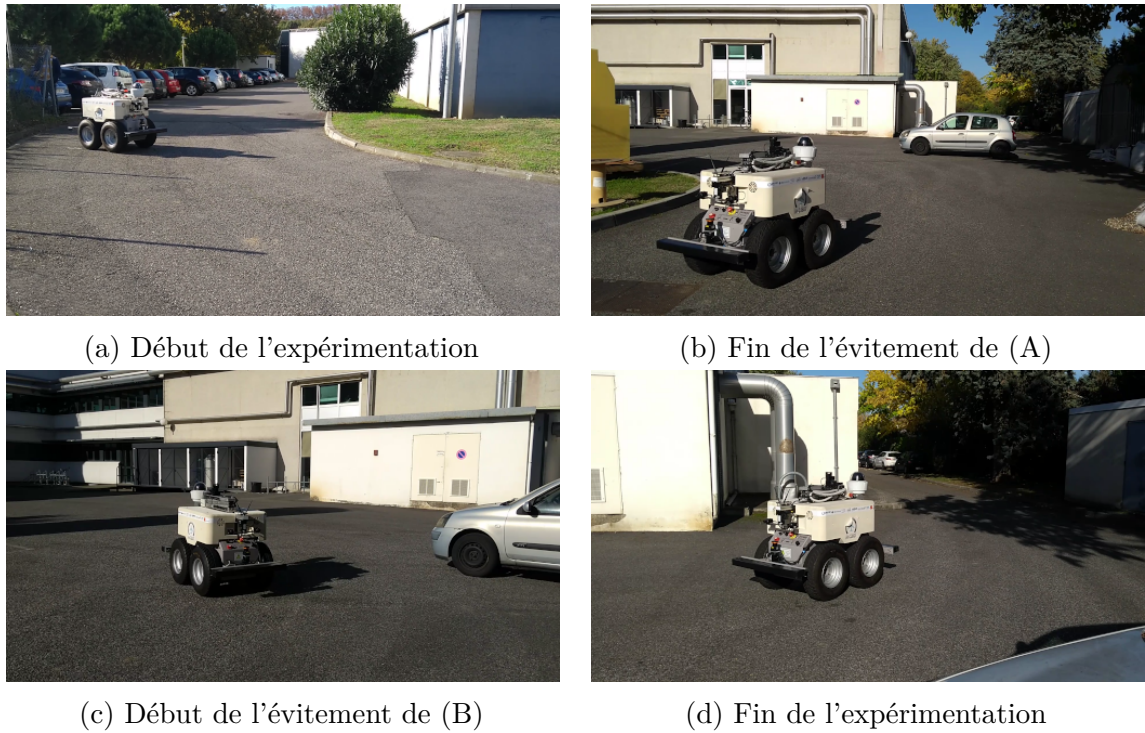 (a) Début de l'expérimentation
(b) Fin de l'évitement de (A)
(c) Début de l'évitement de (B)
(d) Fin de l'expérimentation